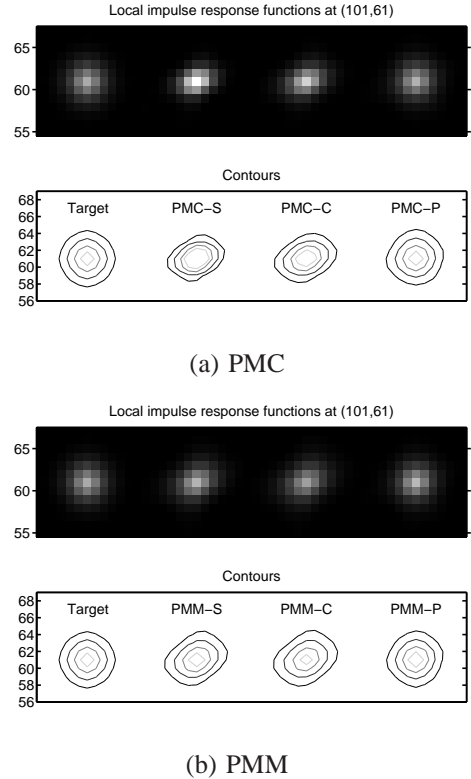 Local impulse response functions at (101,61)
65
60
55
Contours
68
66
64
62
60
58
56
Target PMC−S PMC−C PMC−P
(a) PMC
Local impulse response functions at (101,61)
65
60
55
Contours
68
66
64
62
60
58
56
Target PMM−S PMM−C PMM−P
(b) PMM